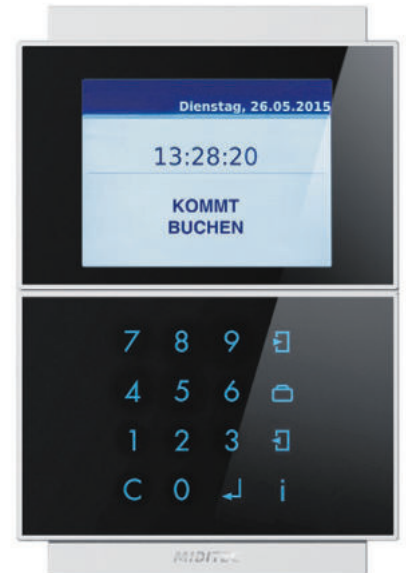 Dienstag, 26.05.2015
13:28:20
KOMMT
BUCHEN
7 8 9
4 5 6
1 2 3
C 0 i
MIDITEC